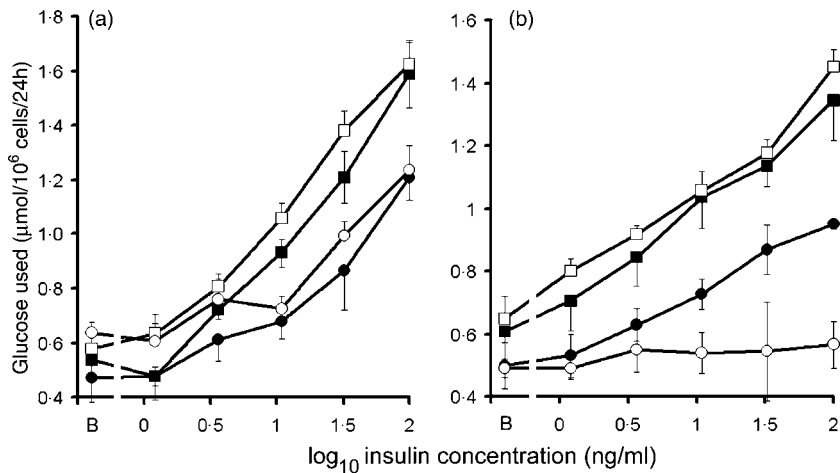 (a)
(b)
Glucose used (µmol/10⁶ cells/24h)
1·6
1·4
1·2
1·0
0·8
0·6
0·4
B 0 0·5 1 1·5 2
1·6
1·4
1·2
1
0·8
0·6
0·4
B 0 0·5 1 1·5 2
log₁₀ insulin concentration (ng/ml)